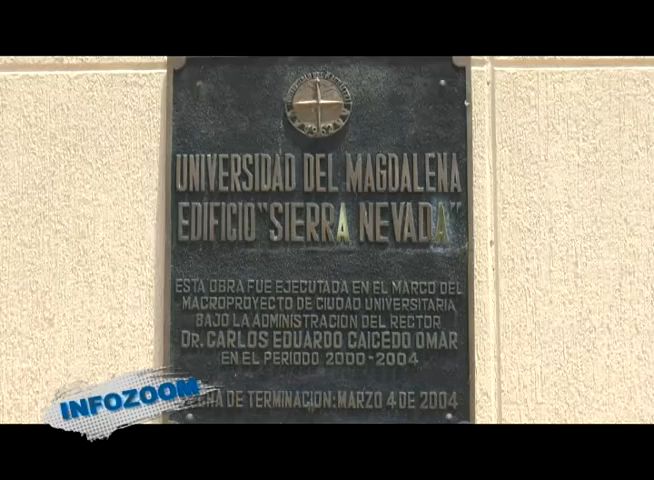 UNIVERSIDAD DEL MAGDALENA
EDIFICIO "SIERRA NEVADA"
ESTA OBRA FUE EJECUTADA EN EL MARCO DEL
MACROPROYECTO DE CIUDAD UNIVERSITARIA
BAJO LA ADMINISTRACION DEL RECTOR
DR. CARLOS EDUARDO CAICEDO OMAR
EN EL PERIODO 2000-2004
DE TERMINACION: MARZO 4 DE 2004
INFOZOOM